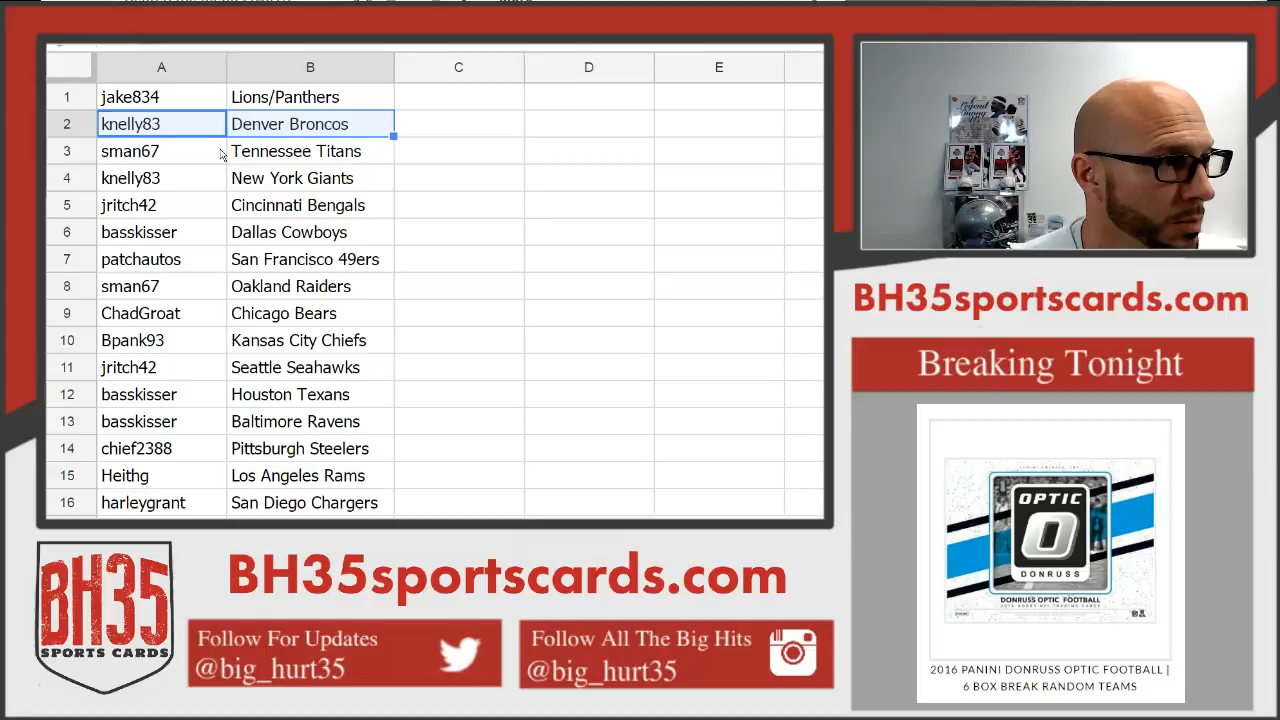 A B C D E
1 jake834 Lions/Panthers
2 knelly83 Denver Broncos
3 sman67 Tennessee Titans
4 knelly83 New York Giants
5 jritch42 Cincinnati Bengals
6 basskisser Dallas Cowboys
7 patchautos San Francisco 49ers
8 sman67 Oakland Raiders
9 ChadGroat Chicago Bears
10 Bpank93 Kansas City Chiefs
11 jritch42 Seattle Seahawks
12 basskisser Houston Texans
13 basskisser Baltimore Ravens
14 chief2388 Pittsburgh Steelers
15 Heithg Los Angeles Rams
16 harleygrant San Diego Chargers
BH35sportscards.com
Breaking Tonight
OPTIC
DONRUSS
DONRUSS OPTIC FOOTBALL
2016 PANINI DONRUSS OPTIC FOOTBALL |
6 BOX BREAK RANDOM TEAMS
BH35
SPORTS CARDS
BH35sportscards.com
Follow For Updates
@big_hurt35
Follow All The Big Hits
@big_hurt35